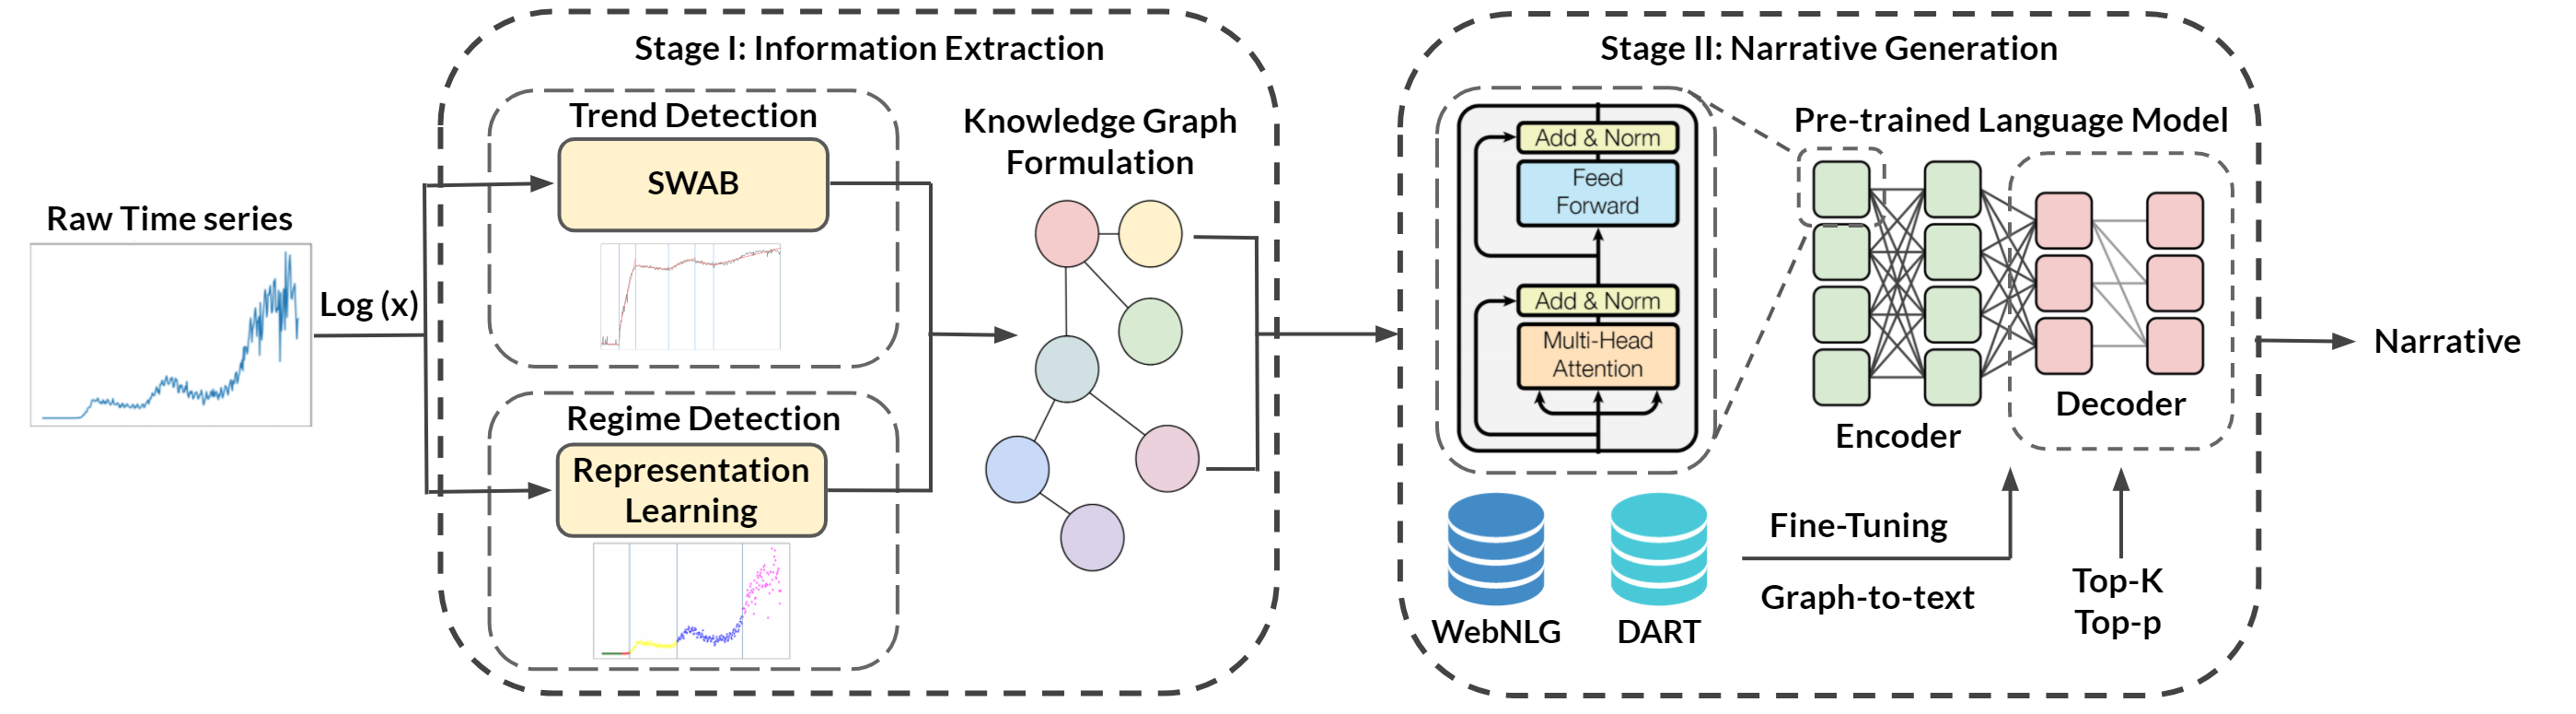 Raw Time series
Log (x)
Stage I: Information Extraction
Trend Detection
SWAB
Regime Detection
Representation
Learning
Knowledge Graph
Formulation
Stage II: Narrative Generation
Add & Norm
Feed
Forward
Add & Norm
Multi-Head
Attention
Pre-trained Language Model
Encoder
Decoder
WebNLG
DART
Fine-Tuning
Graph-to-text
Top-K
Top-p
Narrative